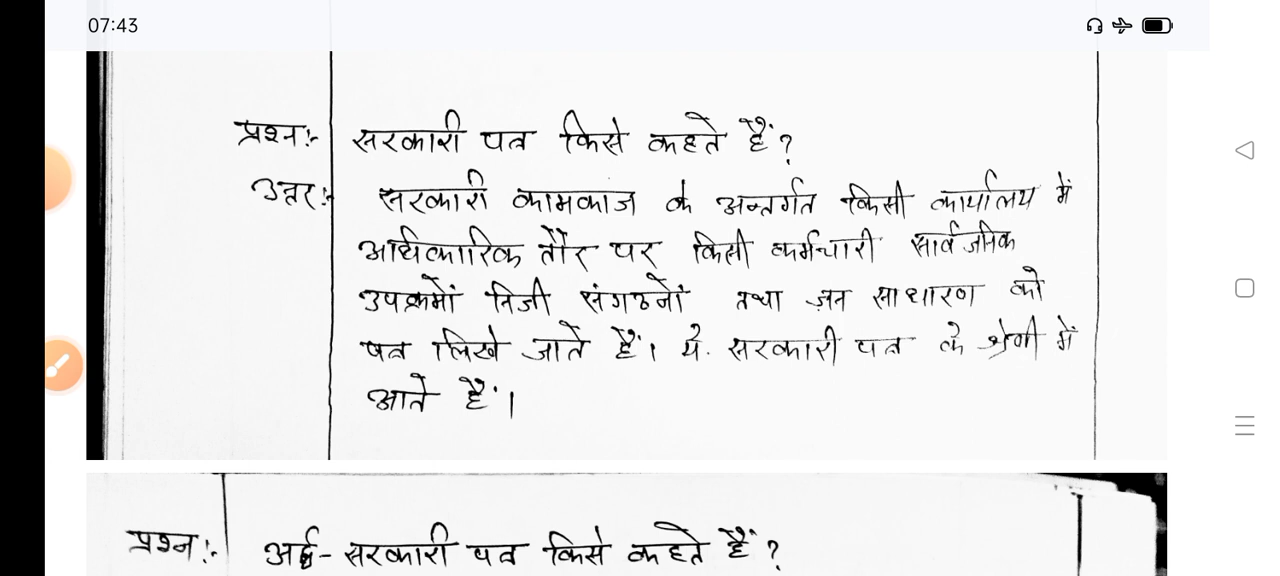 07:43
प्रश्न:- सरकारी पत्र किसे कहते हैं?
उत्तर:- सरकारी कामकाज के अन्तर्गत किसी कार्यालय में
आधिकारिक तौर पर किसी कर्मचारी सार्वजनिक
उपक्रमों निजी संगठनों तथा जन साधारण को
पत्र लिखे जाते हैं। ये सरकारी पत्र के श्रेणी में
आते हैं।
प्रश्न:- अर्द्ध-सरकारी पत्र किसे कहते हैं?